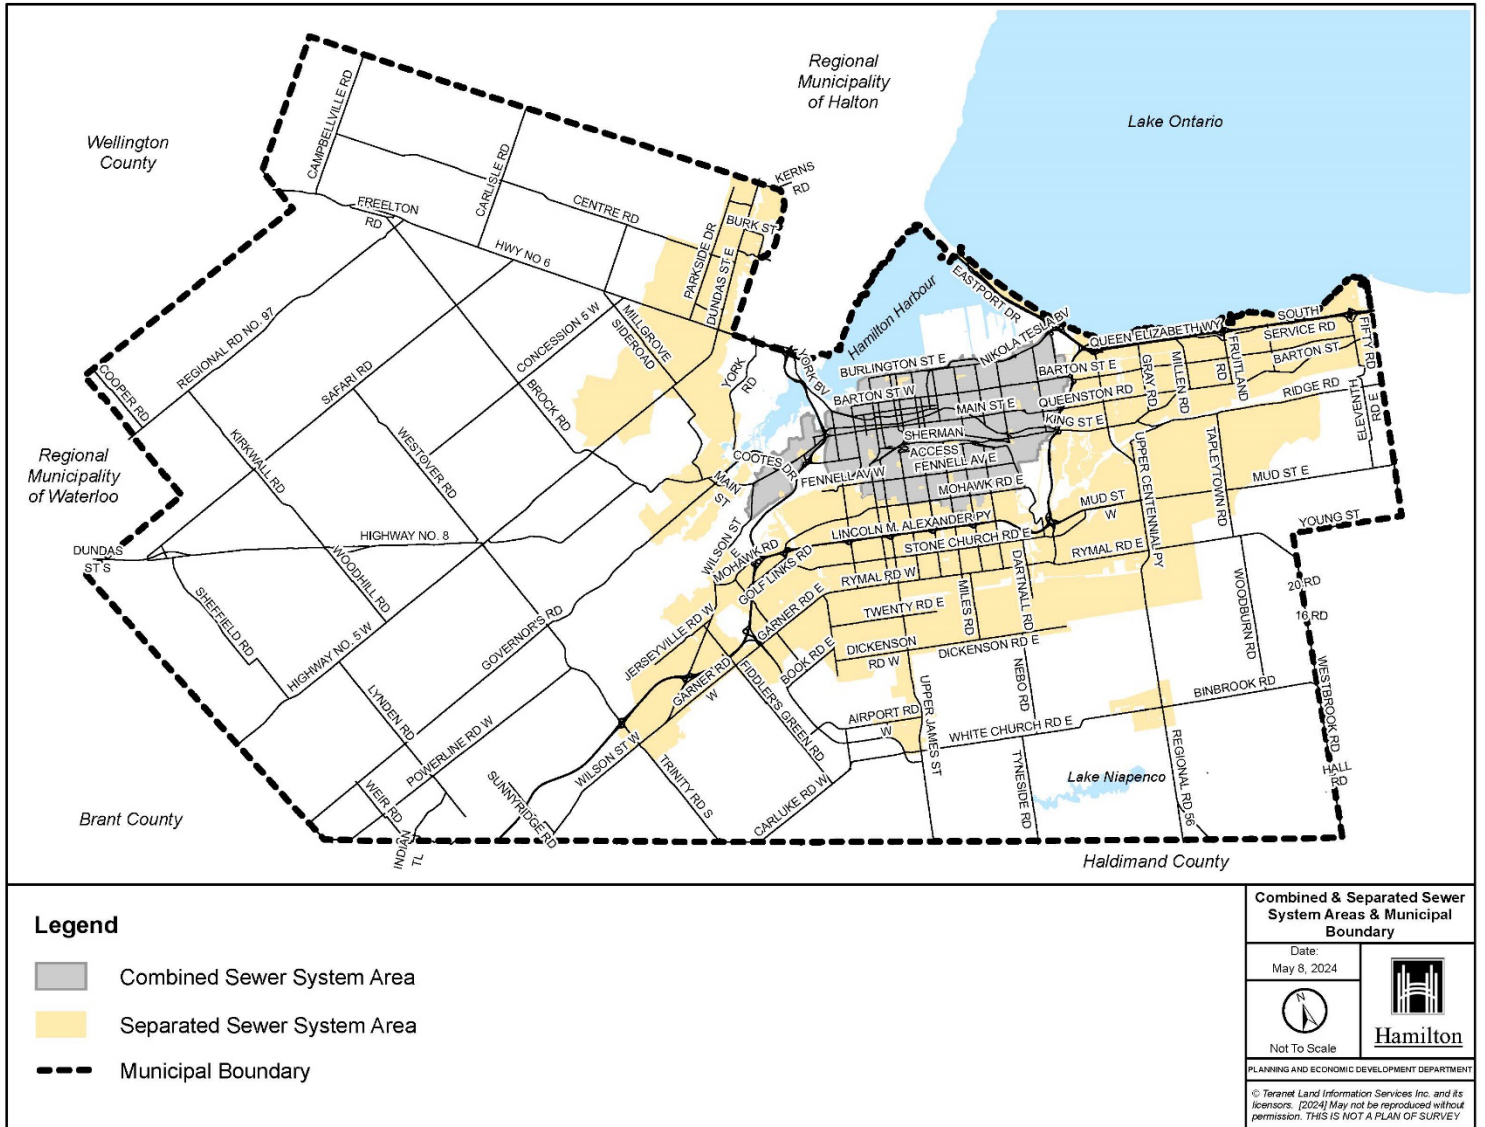 Regional
Municipality
of Halton
Lake Ontario
Wellington
County
CAMPBELLVILLE RD
CARLISLE RD
KERNS
RD
FREELTON
RD
CENTRE RD
BURK ST
HWY NO 6
PARKSIDE DR
DUNDAS ST E
EASTPORT DR
Hamilton Harbour
REGIONAL RD NO. 97
CONCESSION 5 W
MILLGROVE
SIDEROAD
NIKOLA TESLA BV
QUEEN ELIZABETH WY
SOUTH
SERVICE RD
FIFTY RD
COOPER RD
SAFARI RD
BROCK RD
YORK
RD
YORK BV
BURLINGTON ST E
BARTON ST E
BARTON ST
GRAY RD
MILLEN RD
FRUITLAND
RD
BARTON ST W
QUEENSTON RD
RIDGE RD
ELEVENTH
RD E
KIRKWALL RD
WESTOVER RD
MAIN ST E
KING ST E
SHERMAN
ACCESS
Regional
Municipality
of Waterloo
COOTES DR
FENNELL AV W
FENNELL AV E
MAIN
ST
MOHAWK RD E
UPPER CENTENNIAL PY
TAPLEYTOWN RD
MUD ST E
MUD ST
W
YOUNG ST
HIGHWAY NO. 8
DUNDAS
ST S
WILSON ST
E
LINCOLN M. ALEXANDER PY
STONE CHURCH RD E
RYMAL RD E
MOHAWK RD
GOLF LINKS RD
RYMAL RD W
WOODHILL RD
SHEFFIELD RD
GARNER RD E
TWENTY RD E
MILES RD
DARTNALL RD
WOODBURN RD
20 RD
16 RD
HIGHWAY NO. 5 W
GOVERNOR'S RD
JERSEYVILLE RD W
DICKENSON
RD W
DICKENSON RD E
BOOK RD E
GARNER RD
W
FIDDLER'S GREEN RD
NEBO RD
BINBROOK RD
WESTBROOK RD
LYNDEN RD
UPPER JAMES ST
AIRPORT RD
W
WHITE CHURCH RD E
POWERLINE RD W
WILSON ST W
WEIR RD
SUNNYRIDGE RD
TRINITY RD S
CARLUKE RD W
TYNESIDE RD
REGIONAL RD 56
HALL
RD
Lake Niapenco
Brant County
INDIAN
TL
Haldimand County
Legend
Combined Sewer System Area
Separated Sewer System Area
Municipal Boundary
Combined & Separated Sewer
System Areas & Municipal
Boundary
Date:
May 8, 2024
N
Not To Scale
Hamilton
PLANNING AND ECONOMIC DEVELOPMENT DEPARTMENT
© Teranet Land Information Services Inc. and its
licensors. [2024] May not be reproduced without
permission. THIS IS NOT A PLAN OF SURVEY